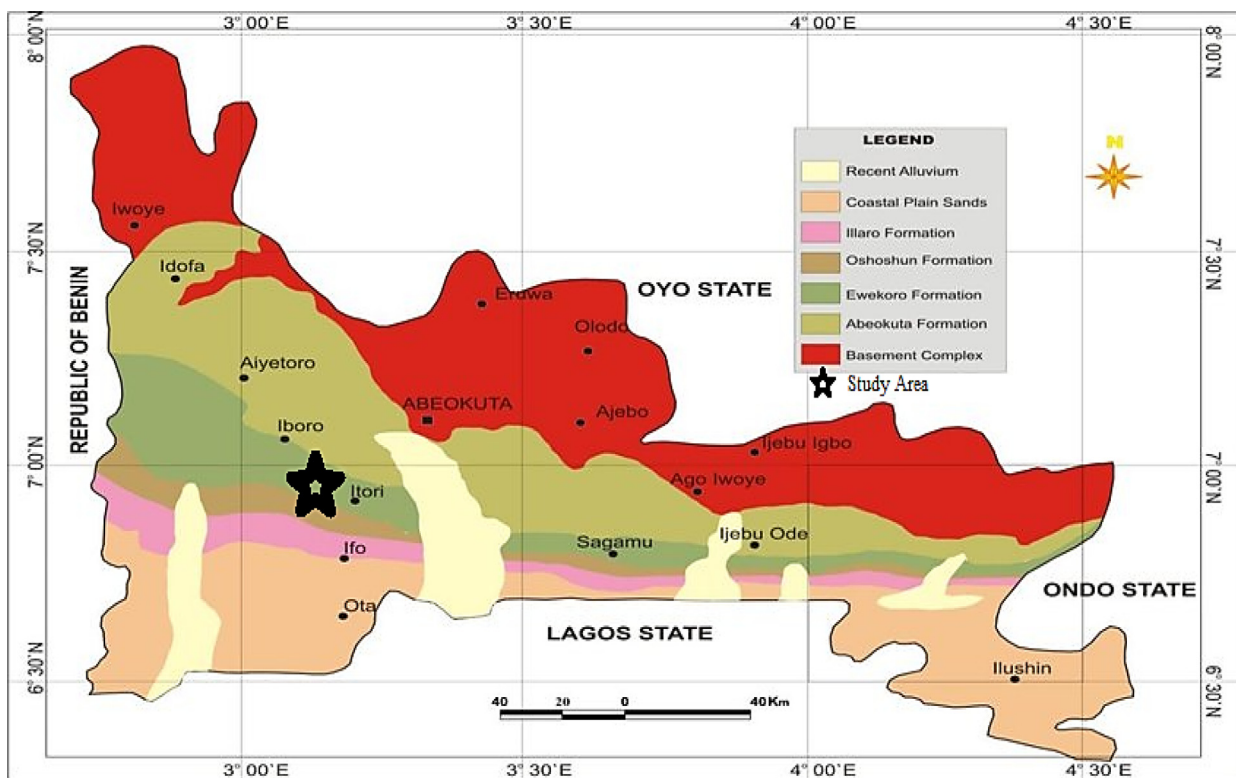 3° 00´ E
3° 30´ E
4° 00´ E
4° 30´ E
8° 00´N
8° 00´N
N
LEGEND
Recent Alluvium
Coastal Plain Sands
Illaro Formation
Oshoshun Formation
Ewekoro Formation
Abeokuta Formation
Basement Complex
Study Area
Iwoye
7° 30´N
7° 30´N
Idofa
OYO STATE
Erdwa
Olodo
REPUBLIC OF BENIN
Aiyetoro
ABEOKUTA
Ajebo
Iboro
Ijebu Igbo
7° 00´N
7° 00´N
Ago Iwoye
Itori
Ifo
Sagamu
Ijebu Ode
ONDO STATE
Ota
LAGOS STATE
6° 30´N
6° 30´N
Ilushin
40 20 0 40 Km
3° 00´ E
3° 30´ E
4° 00´ E
4° 30´ E